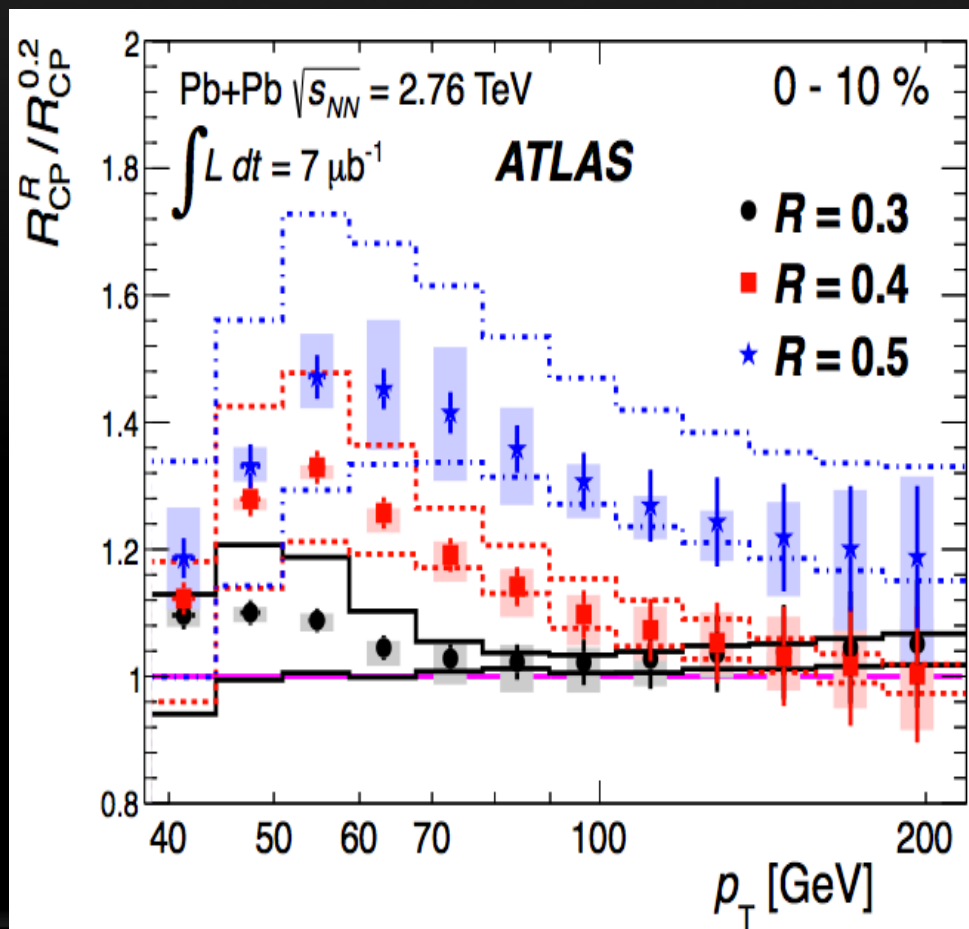 R_CP^R / R_CP^0.2
Pb+Pb √s_NN = 2.76 TeV
0 - 10 %
∫ L dt = 7 μb⁻¹
ATLAS
R = 0.3
R = 0.4
R = 0.5
2
1.8
1.6
1.4
1.2
1
0.8
40 50 60 70 100 200
p_T [GeV]